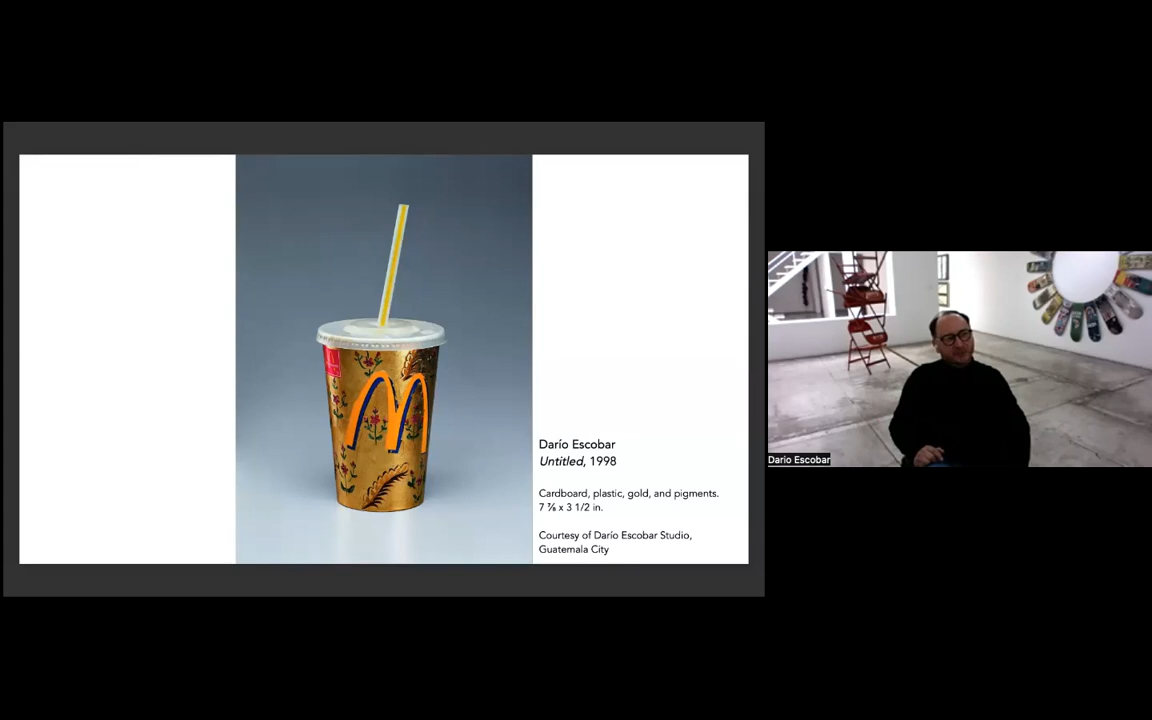 M
Darío Escobar
Untitled, 1998
Cardboard, plastic, gold, and pigments.
7 ⅞ x 3 1/2 in.
Courtesy of Darío Escobar Studio,
Guatemala City
Dario Escobar